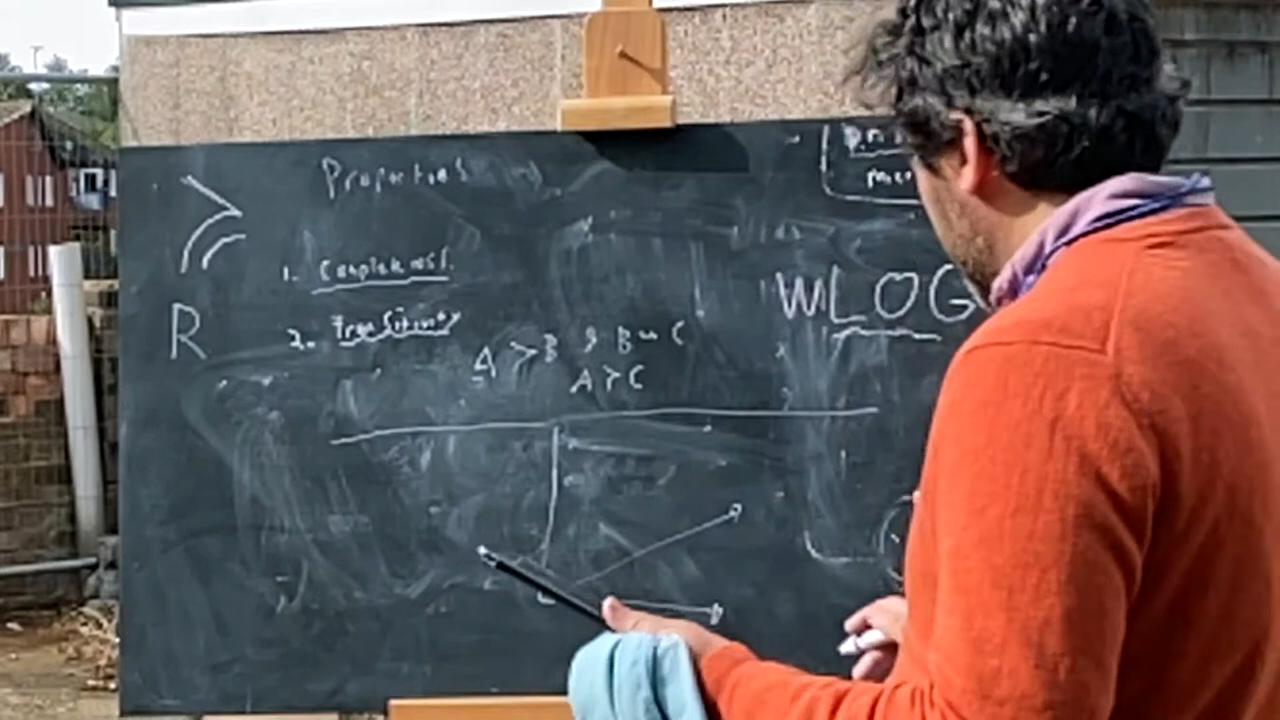 Properties
R
1. Completeness.
2. Transitivity
A > B & B ~ C
A > C
WLOG